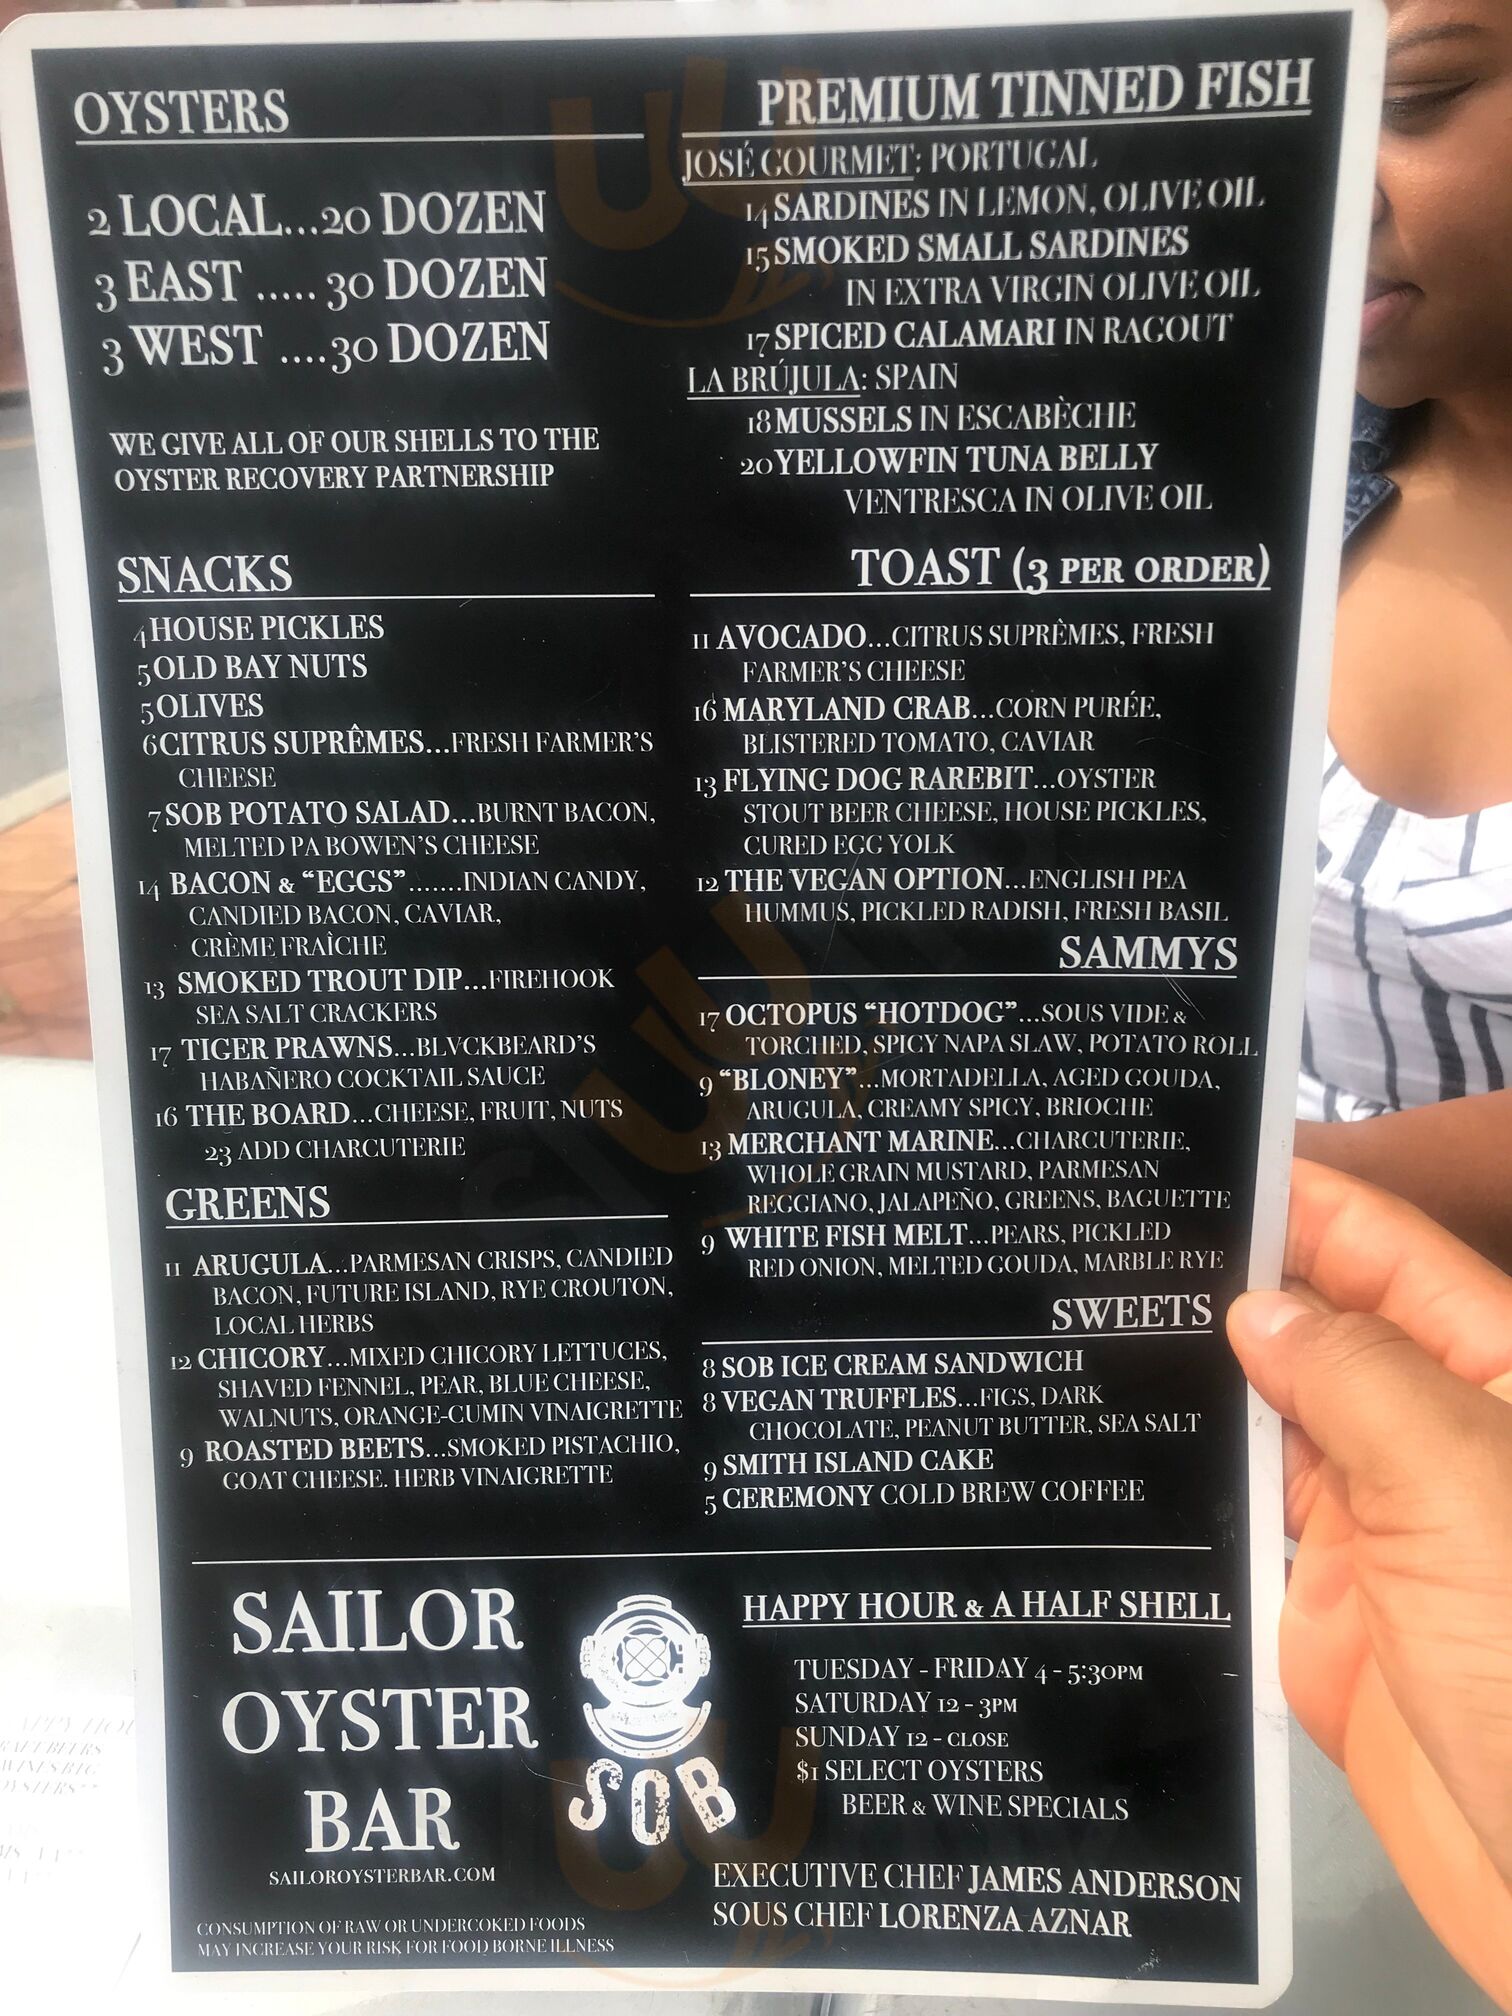 OYSTERS
2 LOCAL...20 DOZEN
3 EAST ..... 30 DOZEN
3 WEST ....30 DOZEN
WE GIVE ALL OF OUR SHELLS TO THE
OYSTER RECOVERY PARTNERSHIP
SNACKS
4 HOUSE PICKLES
5 OLD BAY NUTS
5 OLIVES
6 CITRUS SUPRÊMES...FRESH FARMER'S
CHEESE
7 SOB POTATO SALAD...BURNT BACON,
MELTED PA BOWEN'S CHEESE
14 BACON & "EGGS".......INDIAN CANDY,
CANDIED BACON, CAVIAR,
CRÈME FRAÎCHE
13 SMOKED TROUT DIP...FIREHOOK
SEA SALT CRACKERS
17 TIGER PRAWNS...BLVCKBEARD'S
HABAÑERO COCKTAIL SAUCE
16 THE BOARD...CHEESE, FRUIT, NUTS
23 ADD CHARCUTERIE
GREENS
11 ARUGULA...PARMESAN CRISPS, CANDIED
BACON, FUTURE ISLAND, RYE CROUTON,
LOCAL HERBS
12 CHICORY...MIXED CHICORY LETTUCES,
SHAVED FENNEL, PEAR, BLUE CHEESE,
WALNUTS, ORANGE-CUMIN VINAIGRETTE
9 ROASTED BEETS...SMOKED PISTACHIO,
GOAT CHEESE. HERB VINAIGRETTE
PREMIUM TINNED FISH
JOSÉ GOURMET: PORTUGAL
14 SARDINES IN LEMON, OLIVE OIL
15 SMOKED SMALL SARDINES
IN EXTRA VIRGIN OLIVE OIL
17 SPICED CALAMARI IN RAGOUT
LA BRÚJULA: SPAIN
18 MUSSELS IN ESCABÈCHE
20 YELLOWFIN TUNA BELLY
VENTRESCA IN OLIVE OIL
TOAST (3 PER ORDER)
11 AVOCADO...CITRUS SUPRÈMES, FRESH
FARMER'S CHEESE
16 MARYLAND CRAB...CORN PURÉE,
BLISTERED TOMATO, CAVIAR
13 FLYING DOG RAREBIT...OYSTER
STOUT BEER CHEESE, HOUSE PICKLES,
CURED EGG YOLK
12 THE VEGAN OPTION...ENGLISH PEA
HUMMUS, PICKLED RADISH, FRESH BASIL
SAMMYS
17 OCTOPUS "HOTDOG"...SOUS VIDE &
TORCHED, SPICY NAPA SLAW, POTATO ROLL
9 "BLONEY"...MORTADELLA, AGED GOUDA,
ARUGULA, CREAMY SPICY, BRIOCHE
13 MERCHANT MARINE...CHARCUTERIE,
WHOLE GRAIN MUSTARD, PARMESAN
REGGIANO, JALAPEÑO, GREENS, BAGUETTE
9 WHITE FISH MELT...PEARS, PICKLED
RED ONION, MELTED GOUDA, MARBLE RYE
SWEETS
8 SOB ICE CREAM SANDWICH
8 VEGAN TRUFFLES...FIGS, DARK
CHOCOLATE, PEANUT BUTTER, SEA SALT
9 SMITH ISLAND CAKE
5 CEREMONY COLD BREW COFFEE
SAILOR
OYSTER
BAR
SAILOROYSTERBAR.COM
CONSUMPTION OF RAW OR UNDERCOKED FOODS
MAY INCREASE YOUR RISK FOR FOOD BORNE ILLNESS
SOB
HAPPY HOUR & A HALF SHELL
TUESDAY - FRIDAY 4 - 5:30PM
SATURDAY 12 - 3PM
SUNDAY 12 - CLOSE
$1 SELECT OYSTERS
BEER & WINE SPECIALS
EXECUTIVE CHEF JAMES ANDERSON
SOUS CHEF LORENZA AZNAR